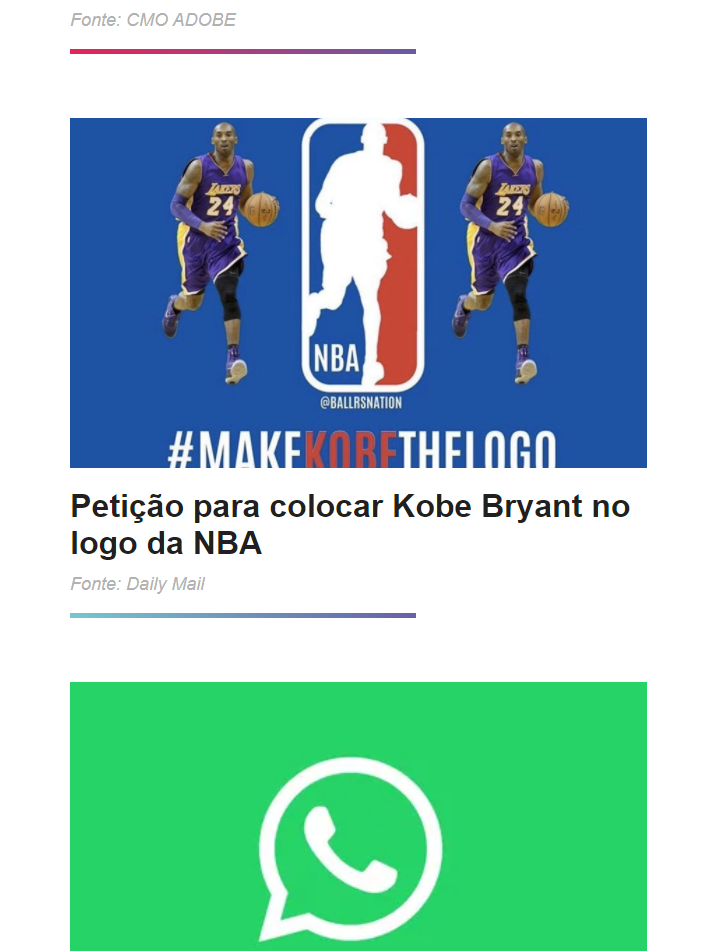 Fonte: CMO ADOBE
LAKERS LAKERS
24 24
NBA
@BALLRSNATION
#MAKEKOBETHELOGO
Petição para colocar Kobe Bryant no
logo da NBA
Fonte: Daily Mail